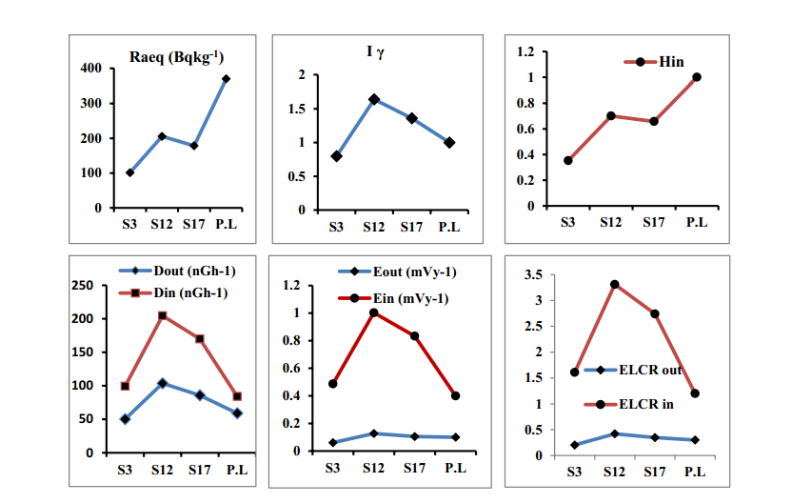 Raeq (Bqkg⁻¹)
400
300
200
100
0
S3 S12 S17 P.L
I γ
2
1.5
1
0.5
0
S3 S12 S17 P.L
Hin
1.2
1
0.8
0.6
0.4
0.2
0
S3 S12 S17 P.L
Dout (nGh-1)
Din (nGh-1)
250
200
150
100
50
0
S3 S12 S17 P.L
Eout (mVy-1)
Ein (mVy-1)
1.2
1
0.8
0.6
0.4
0.2
0
S3 S12 S17 P.L
3.5
3
2.5
2
1.5
1
0.5
0
ELCR out
ELCR in
S3 S12 S17 P.L